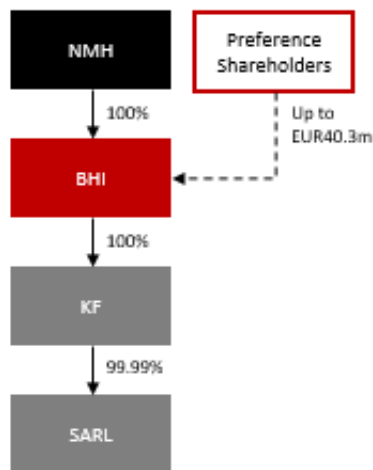 NMH
Preference
Shareholders
100%
Up to
EUR40.3m
BHI
100%
KF
99.99%
SARL